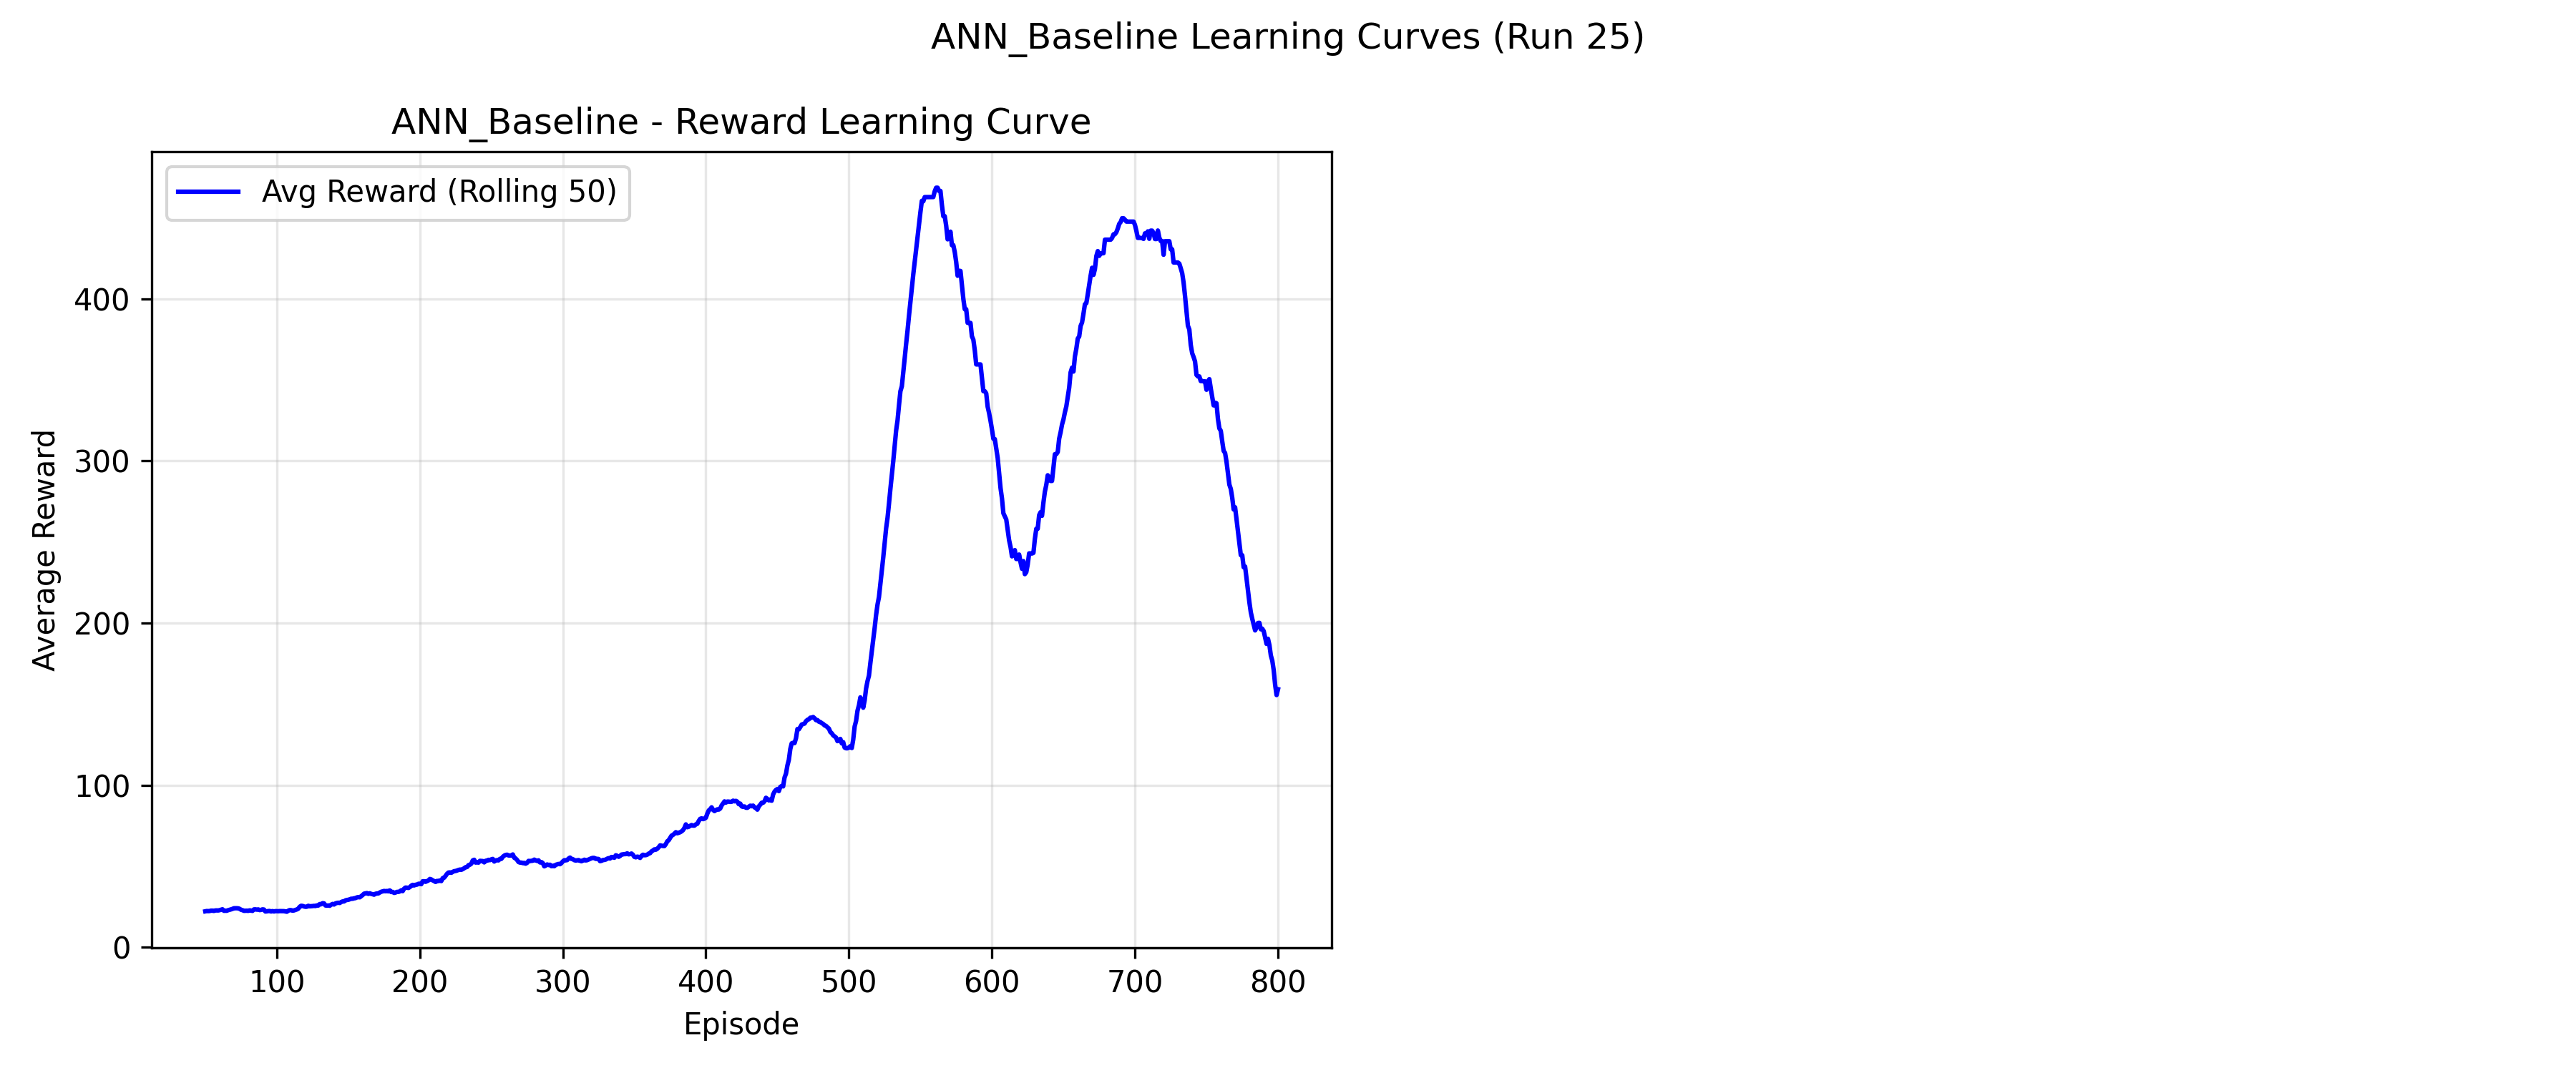 ANN_Baseline Learning Curves (Run 25)
ANN_Baseline - Reward Learning Curve
Avg Reward (Rolling 50)
Average Reward
400
300
200
100
0
100 200 300 400 500 600 700 800
Episode